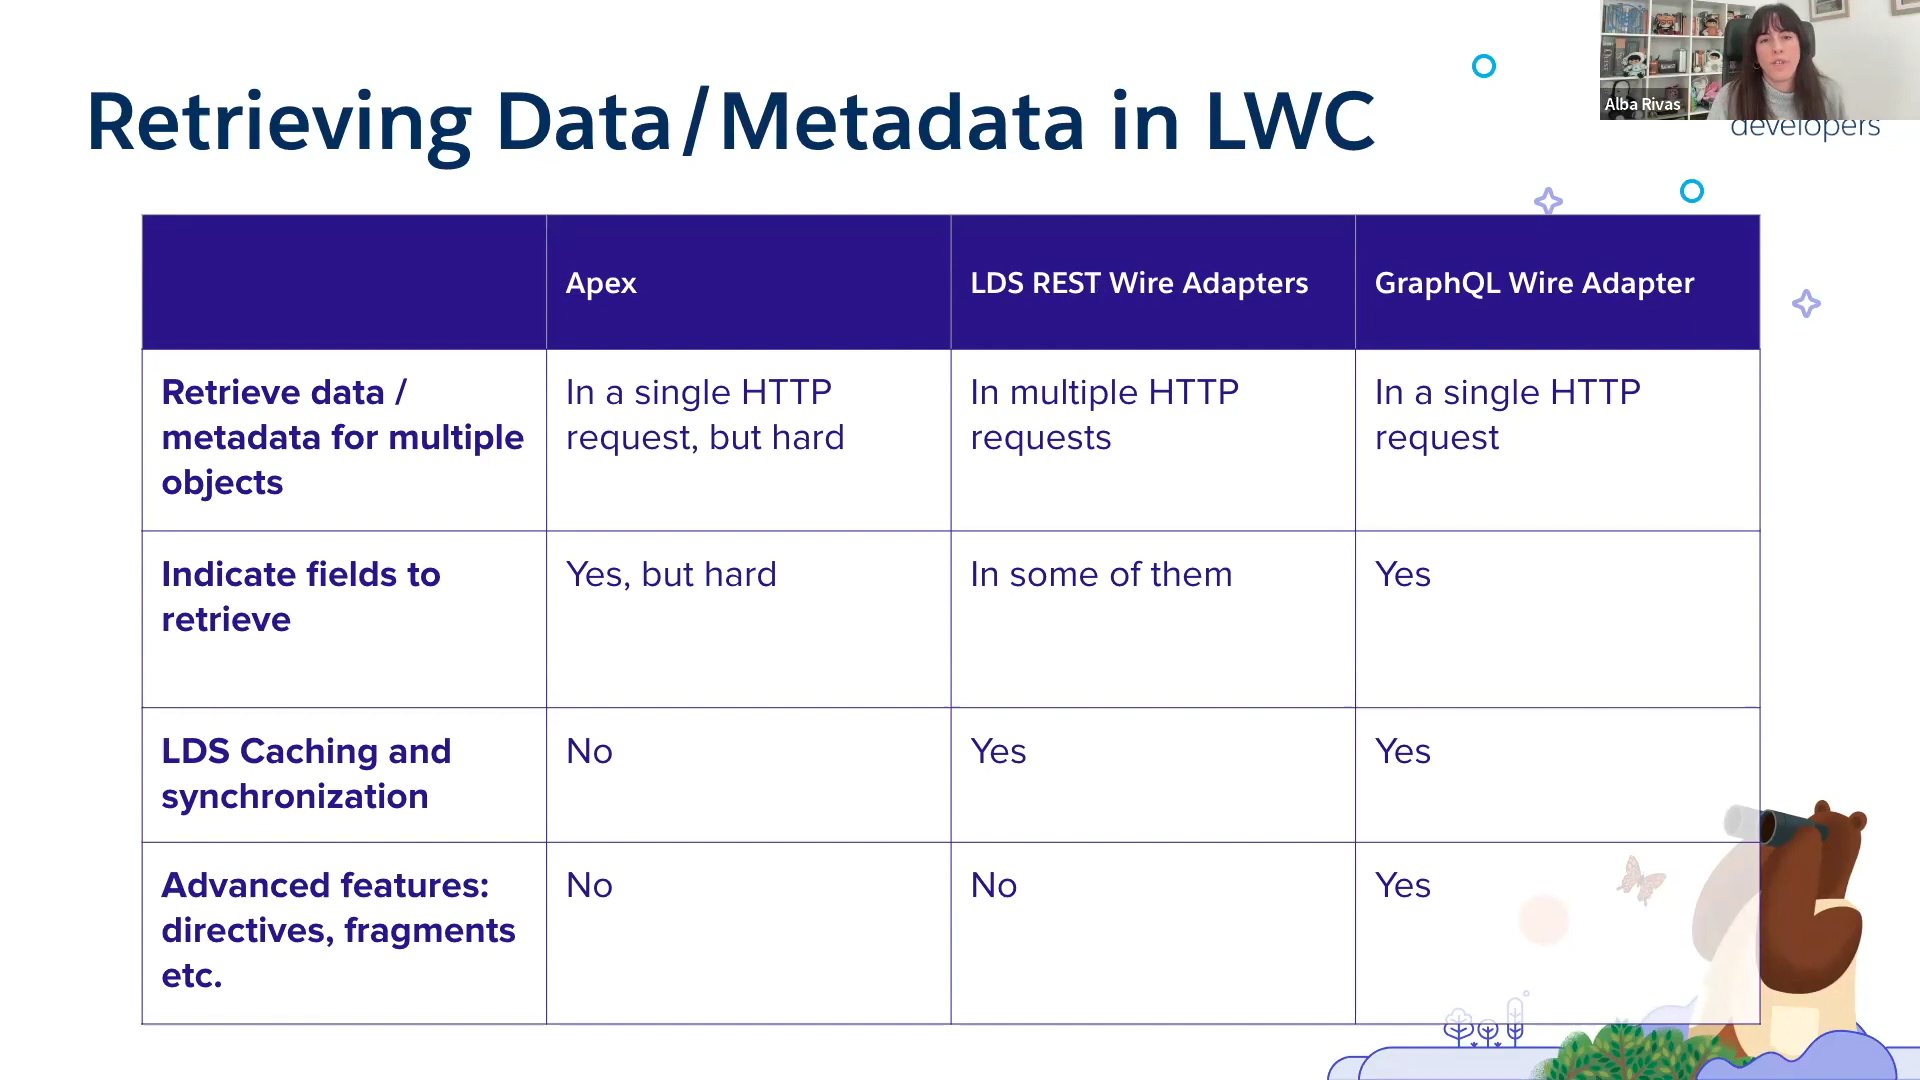 Retrieving Data/Metadata in LWC
Alba Rivas
developers
Apex
LDS REST Wire Adapters
GraphQL Wire Adapter
Retrieve data /
metadata for multiple
objects
In a single HTTP
request, but hard
In multiple HTTP
requests
In a single HTTP
request
Indicate fields to
retrieve
Yes, but hard
In some of them
Yes
LDS Caching and
synchronization
No
Yes
Yes
Advanced features:
directives, fragments
etc.
No
No
Yes